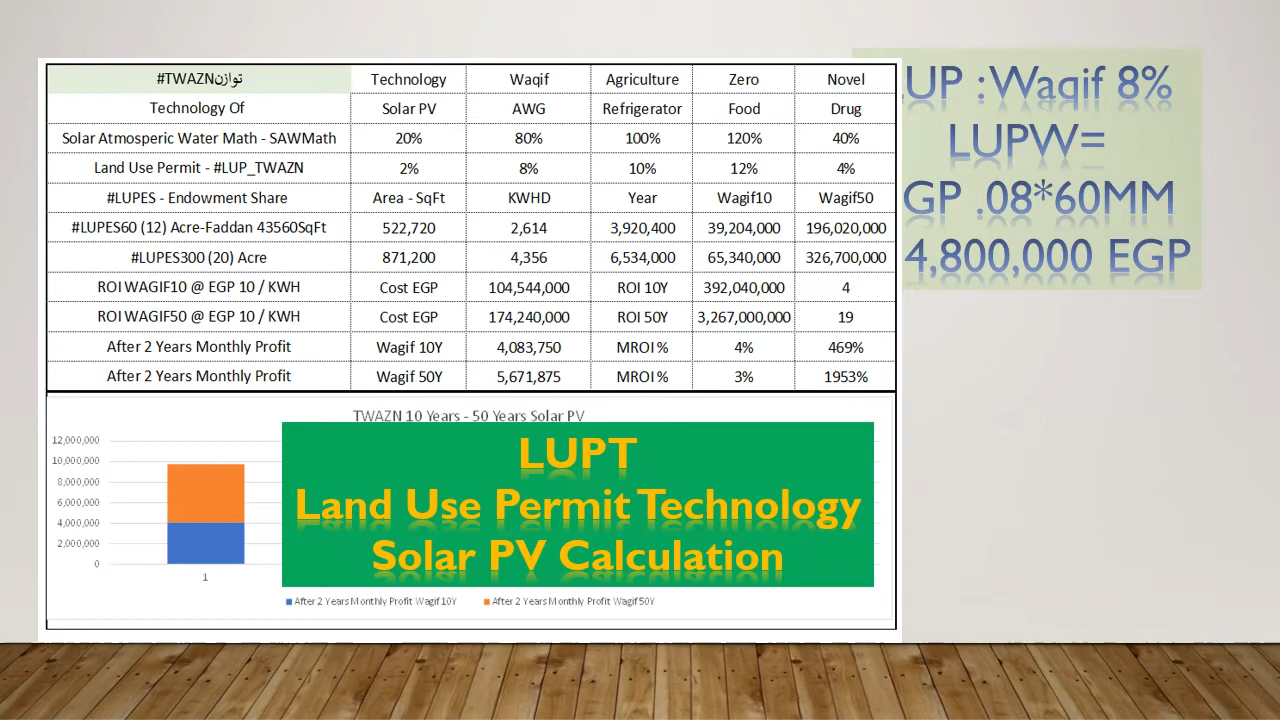 #TWAZNتوازن Technology Waqif Agriculture Zero Novel
Technology Of Solar PV AWG Refrigerator Food Drug
Solar Atmosperic Water Math - SAWMath 20% 80% 100% 120% 40%
Land Use Permit - #LUP_TWAZN 2% 8% 10% 12% 4%
#LUPES - Endowment Share Area - SqFt KWHD Year Wagif10 Wagif50
#LUPES60 (12) Acre-Faddan 43560SqFt 522,720 2,614 3,920,400 39,204,000 196,020,000
#LUPES300 (20) Acre 871,200 4,356 6,534,000 65,340,000 326,700,000
ROI WAGIF10 @ EGP 10 / KWH Cost EGP 104,544,000 ROI 10Y 392,040,000 4
ROI WAGIF50 @ EGP 10 / KWH Cost EGP 174,240,000 ROI 50Y 3,267,000,000 19
After 2 Years Monthly Profit Wagif 10Y 4,083,750 MROI % 4% 469%
After 2 Years Monthly Profit Wagif 50Y 5,671,875 MROI % 3% 1953%
UP : Waqif 8%
LUPW=
GP .08*60MM
4,800,000 EGP
TWAZN 10 Years - 50 Years Solar PV
12,000,000
10,000,000
8,000,000
6,000,000
4,000,000
2,000,000
0
1
LUPT
Land Use Permit Technology
Solar PV Calculation
After 2 Years Monthly Profit Wagif 10Y After 2 Years Monthly Profit Wagif 50Y